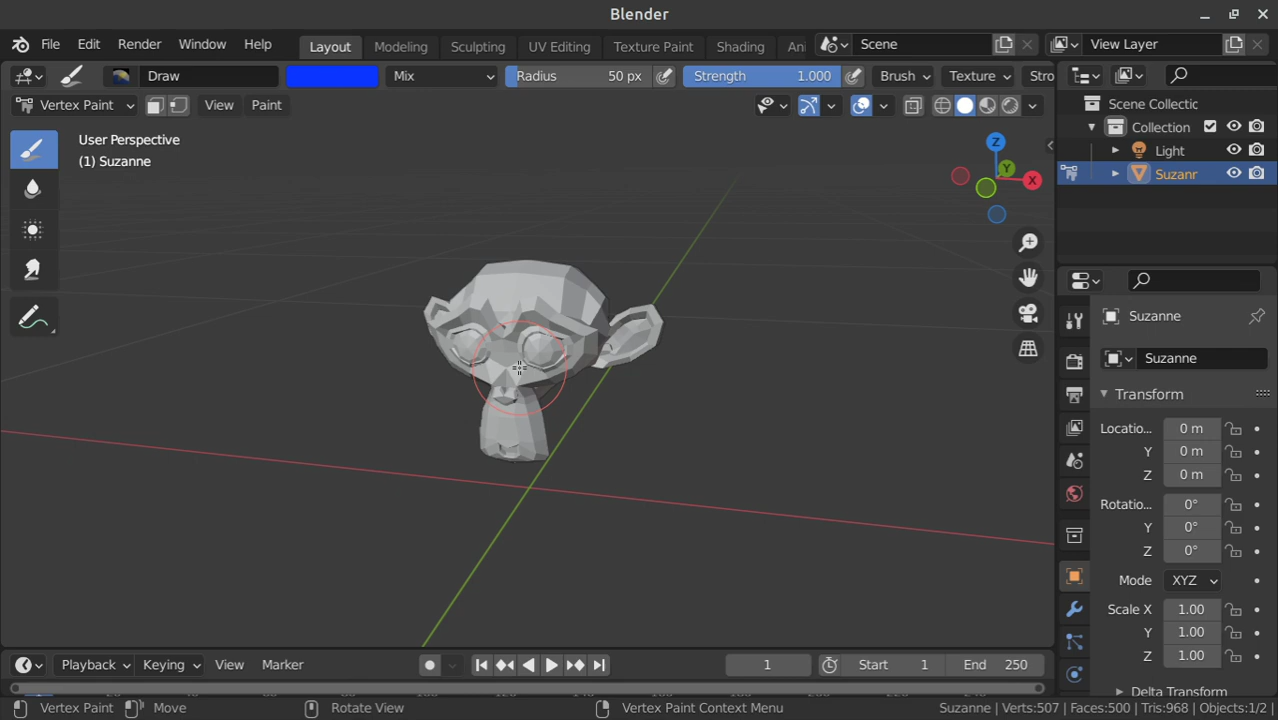 Blender
File Edit Render Window Help Layout Modeling Sculpting UV Editing Texture Paint Shading An Scene View Layer
Draw Mix Radius 50 px Strength 1.000 Brush Texture Stro
Vertex Paint View Paint
User Perspective
(1) Suzanne
Z
Y
X
Scene Collectic
Collection
Light
Suzanr
Suzanne
Suzanne
Transform
Locatio... 0 m
Y 0 m
Z 0 m
Rotatio... 0°
Y 0°
Z 0°
Mode XYZ
Scale X 1.00
Y 1.00
Z 1.00
Delta Transform
Playback Keying View Marker 1 Start 1 End 250
Vertex Paint Move Rotate View Vertex Paint Context Menu Suzanne | Verts:507 | Faces:500 | Tris:968 | Objects:1/2 |